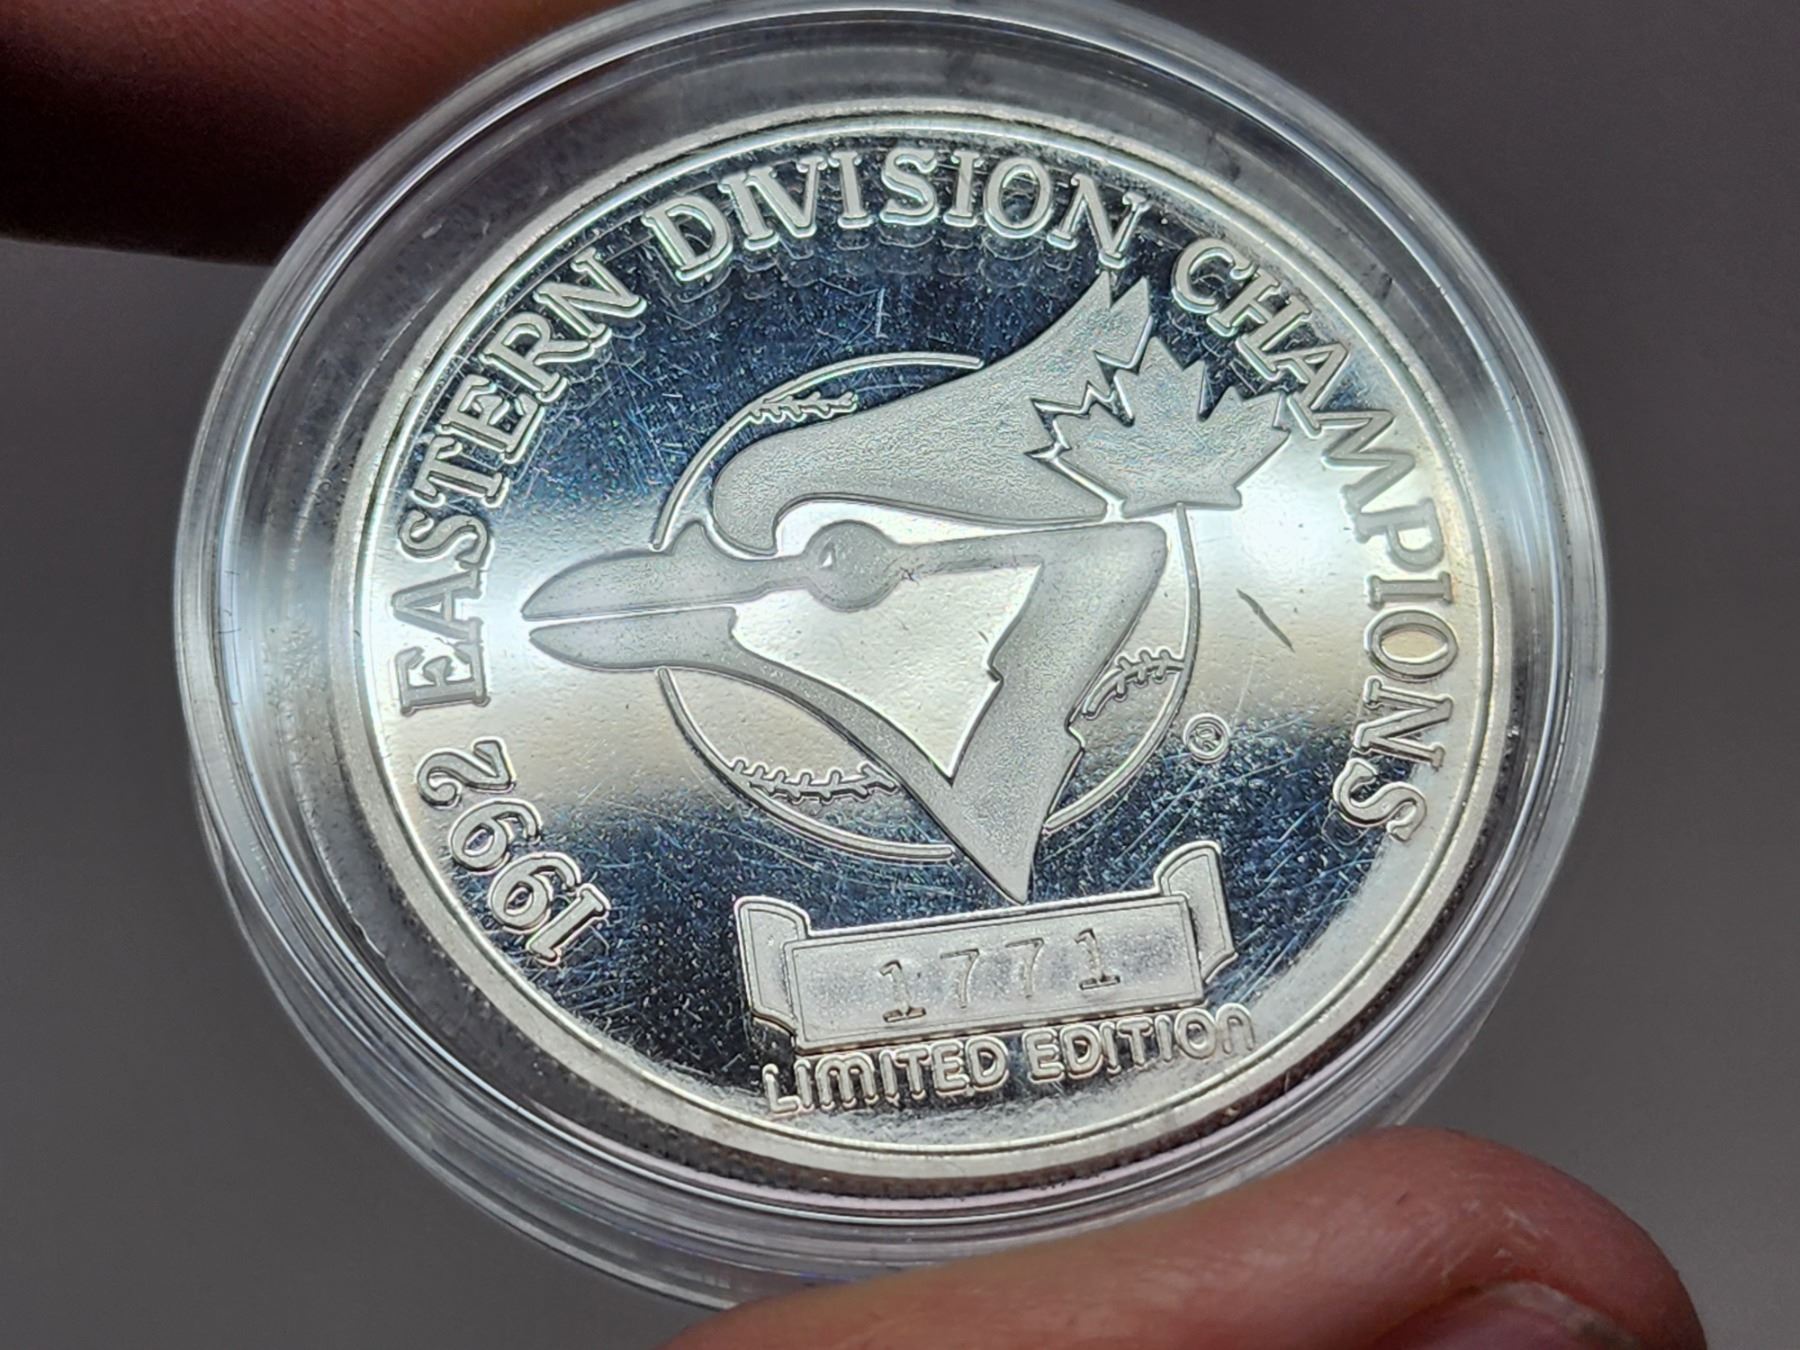 1992 EASTERN DIVISION CHAMPIONS
®
1771
LIMITED EDITION